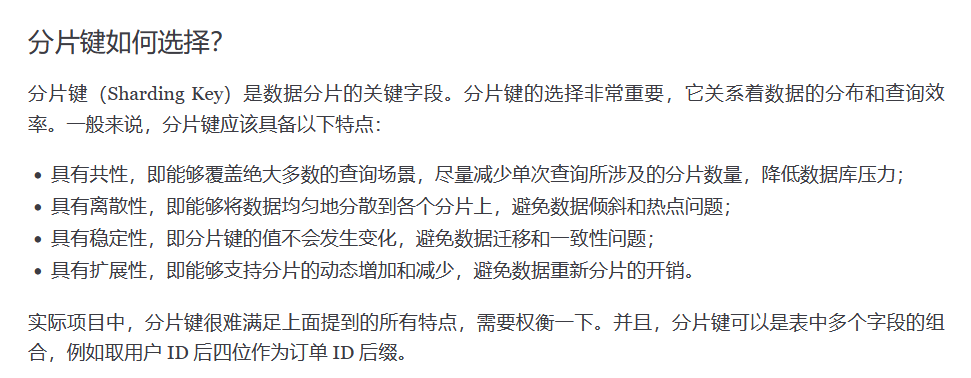 分片键如何选择？
分片键（Sharding Key）是数据分片的关键字段。分片键的选择非常重要，它关系着数据的分布和查询效
率。一般来说，分片键应该具备以下特点：
• 具有共性，即能够覆盖绝大多数的查询场景，尽量减少单次查询所涉及的分片数量，降低数据库压力；
• 具有离散性，即能够将数据均匀地分散到各个分片上，避免数据倾斜和热点问题；
• 具有稳定性，即分片键的值不会发生变化，避免数据迁移和一致性问题；
• 具有扩展性，即能够支持分片的动态增加和减少，避免数据重新分片的开销。
实际项目中，分片键很难满足上面提到的所有特点，需要权衡一下。并且，分片键可以是表中多个字段的组
合，例如取用户 ID 后四位作为订单 ID 后缀。